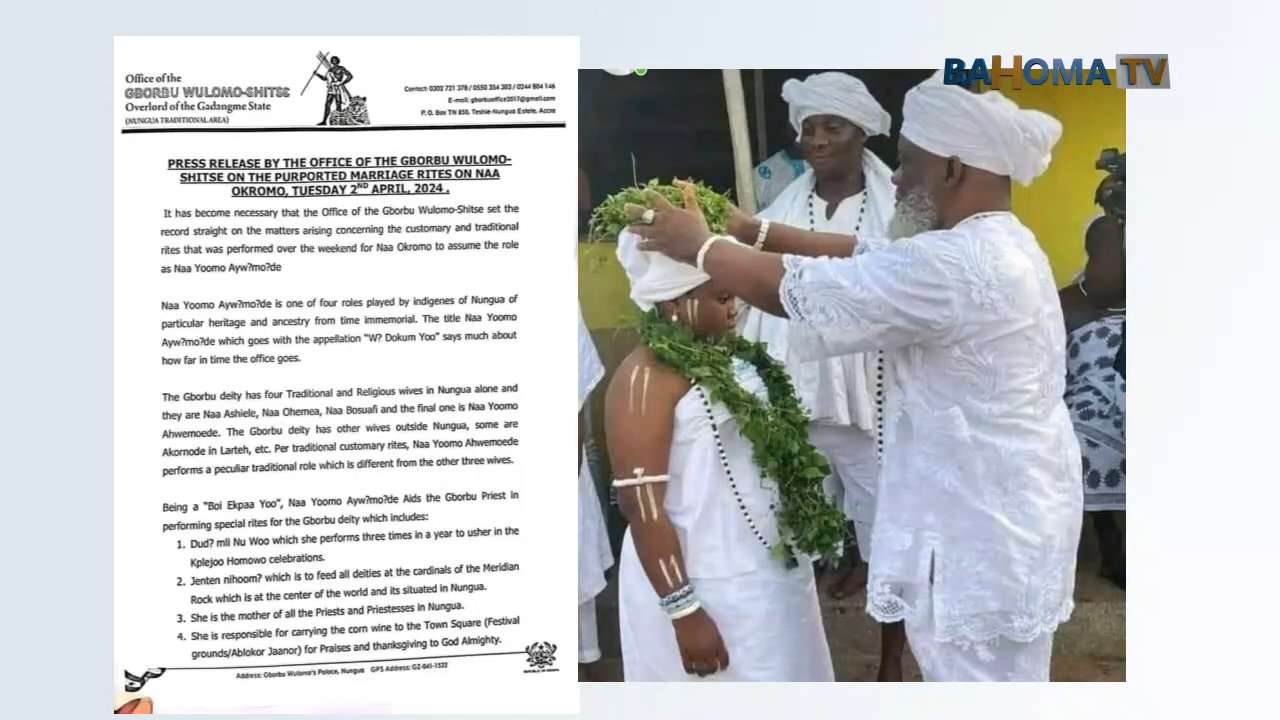 BAHOMA TV
Office of the
GBORBU WULOMO-SHITSE
Overlord of the Gadangme State
(NUNGUA TRADITIONAL AREA)
Contact: 0202 721 378 / 0550 354 303 / 0244 804 146
E-mail: gborbuoffice2017@gmail.com
P. O. Box TN 850, Teshie-Nungua Estate, Accra
PRESS RELEASE BY THE OFFICE OF THE GBORBU WULOMO-
SHITSE ON THE PURPORTED MARRIAGE RITES ON NAA
OKROMO, TUESDAY 2ND APRIL, 2024 .
It has become necessary that the Office of the Gborbu Wulomo-Shitse set the
record straight on the matters arising concerning the customary and traditional
rites that was performed over the weekend for Naa Okromo to assume the role
as Naa Yoomo Ayw?mo?de
Naa Yoomo Ayw?mo?de is one of four roles played by indigenes of Nungua of
particular heritage and ancestry from time immemorial. The title Naa Yoomo
Ayw?mo?de which goes with the appellation "W? Dokum Yoo" says much about
how far in time the office goes.
The Gborbu deity has four Traditional and Religious wives in Nungua alone and
they are Naa Ashiele, Naa Ohemea, Naa Bosuafi and the final one is Naa Yoomo
Ahwemoede. The Gborbu deity has other wives outside Nungua, some are
Akornode in Larteh, etc. Per traditional customary rites, Naa Yoomo Ahwemoede
performs a peculiar traditional role which is different from the other three wives.
Being a "Boi Ekpaa Yoo", Naa Yoomo Ayw?mo?de Aids the Gborbu Priest in
performing special rites for the Gborbu deity which includes:
1. Dud? mli Nu Woo which she performs three times in a year to usher in the
Kplejoo Homowo celebrations.
2. Jenten nihoom? which is to feed all deities at the cardinals of the Meridian
Rock which is at the center of the world and its situated in Nungua.
3. She is the mother of all the Priests and Priestesses in Nungua.
4. She is responsible for carrying the corn wine to the Town Square (Festival
grounds/Ablokor Jaanor) for Praises and thanksgiving to God Almighty.
Address: Gborbu Wulomo's Palace, Nungua GPS Address: GZ-041-1522
REPUBLIC OF GHANA